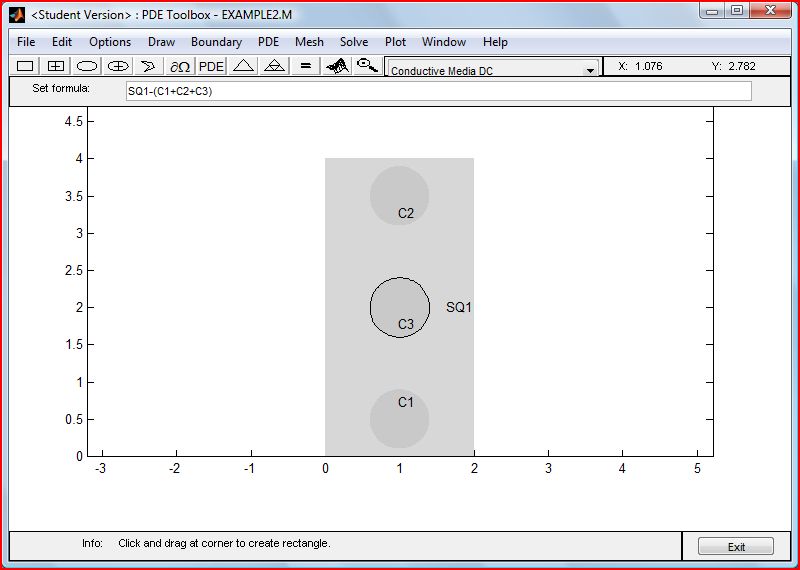 <Student Version> : PDE Toolbox - EXAMPLE2.M
File Edit Options Draw Boundary PDE Mesh Solve Plot Window Help
∂Ω PDE = Conductive Media DC X: 1.076 Y: 2.782
Set formula: SQ1-(C1+C2+C3)
4.5
4
3.5
C2
3
2.5
2 SQ1
C3
1.5
1
C1
0.5
0
-3 -2 -1 0 1 2 3 4 5
Info: Click and drag at corner to create rectangle. Exit